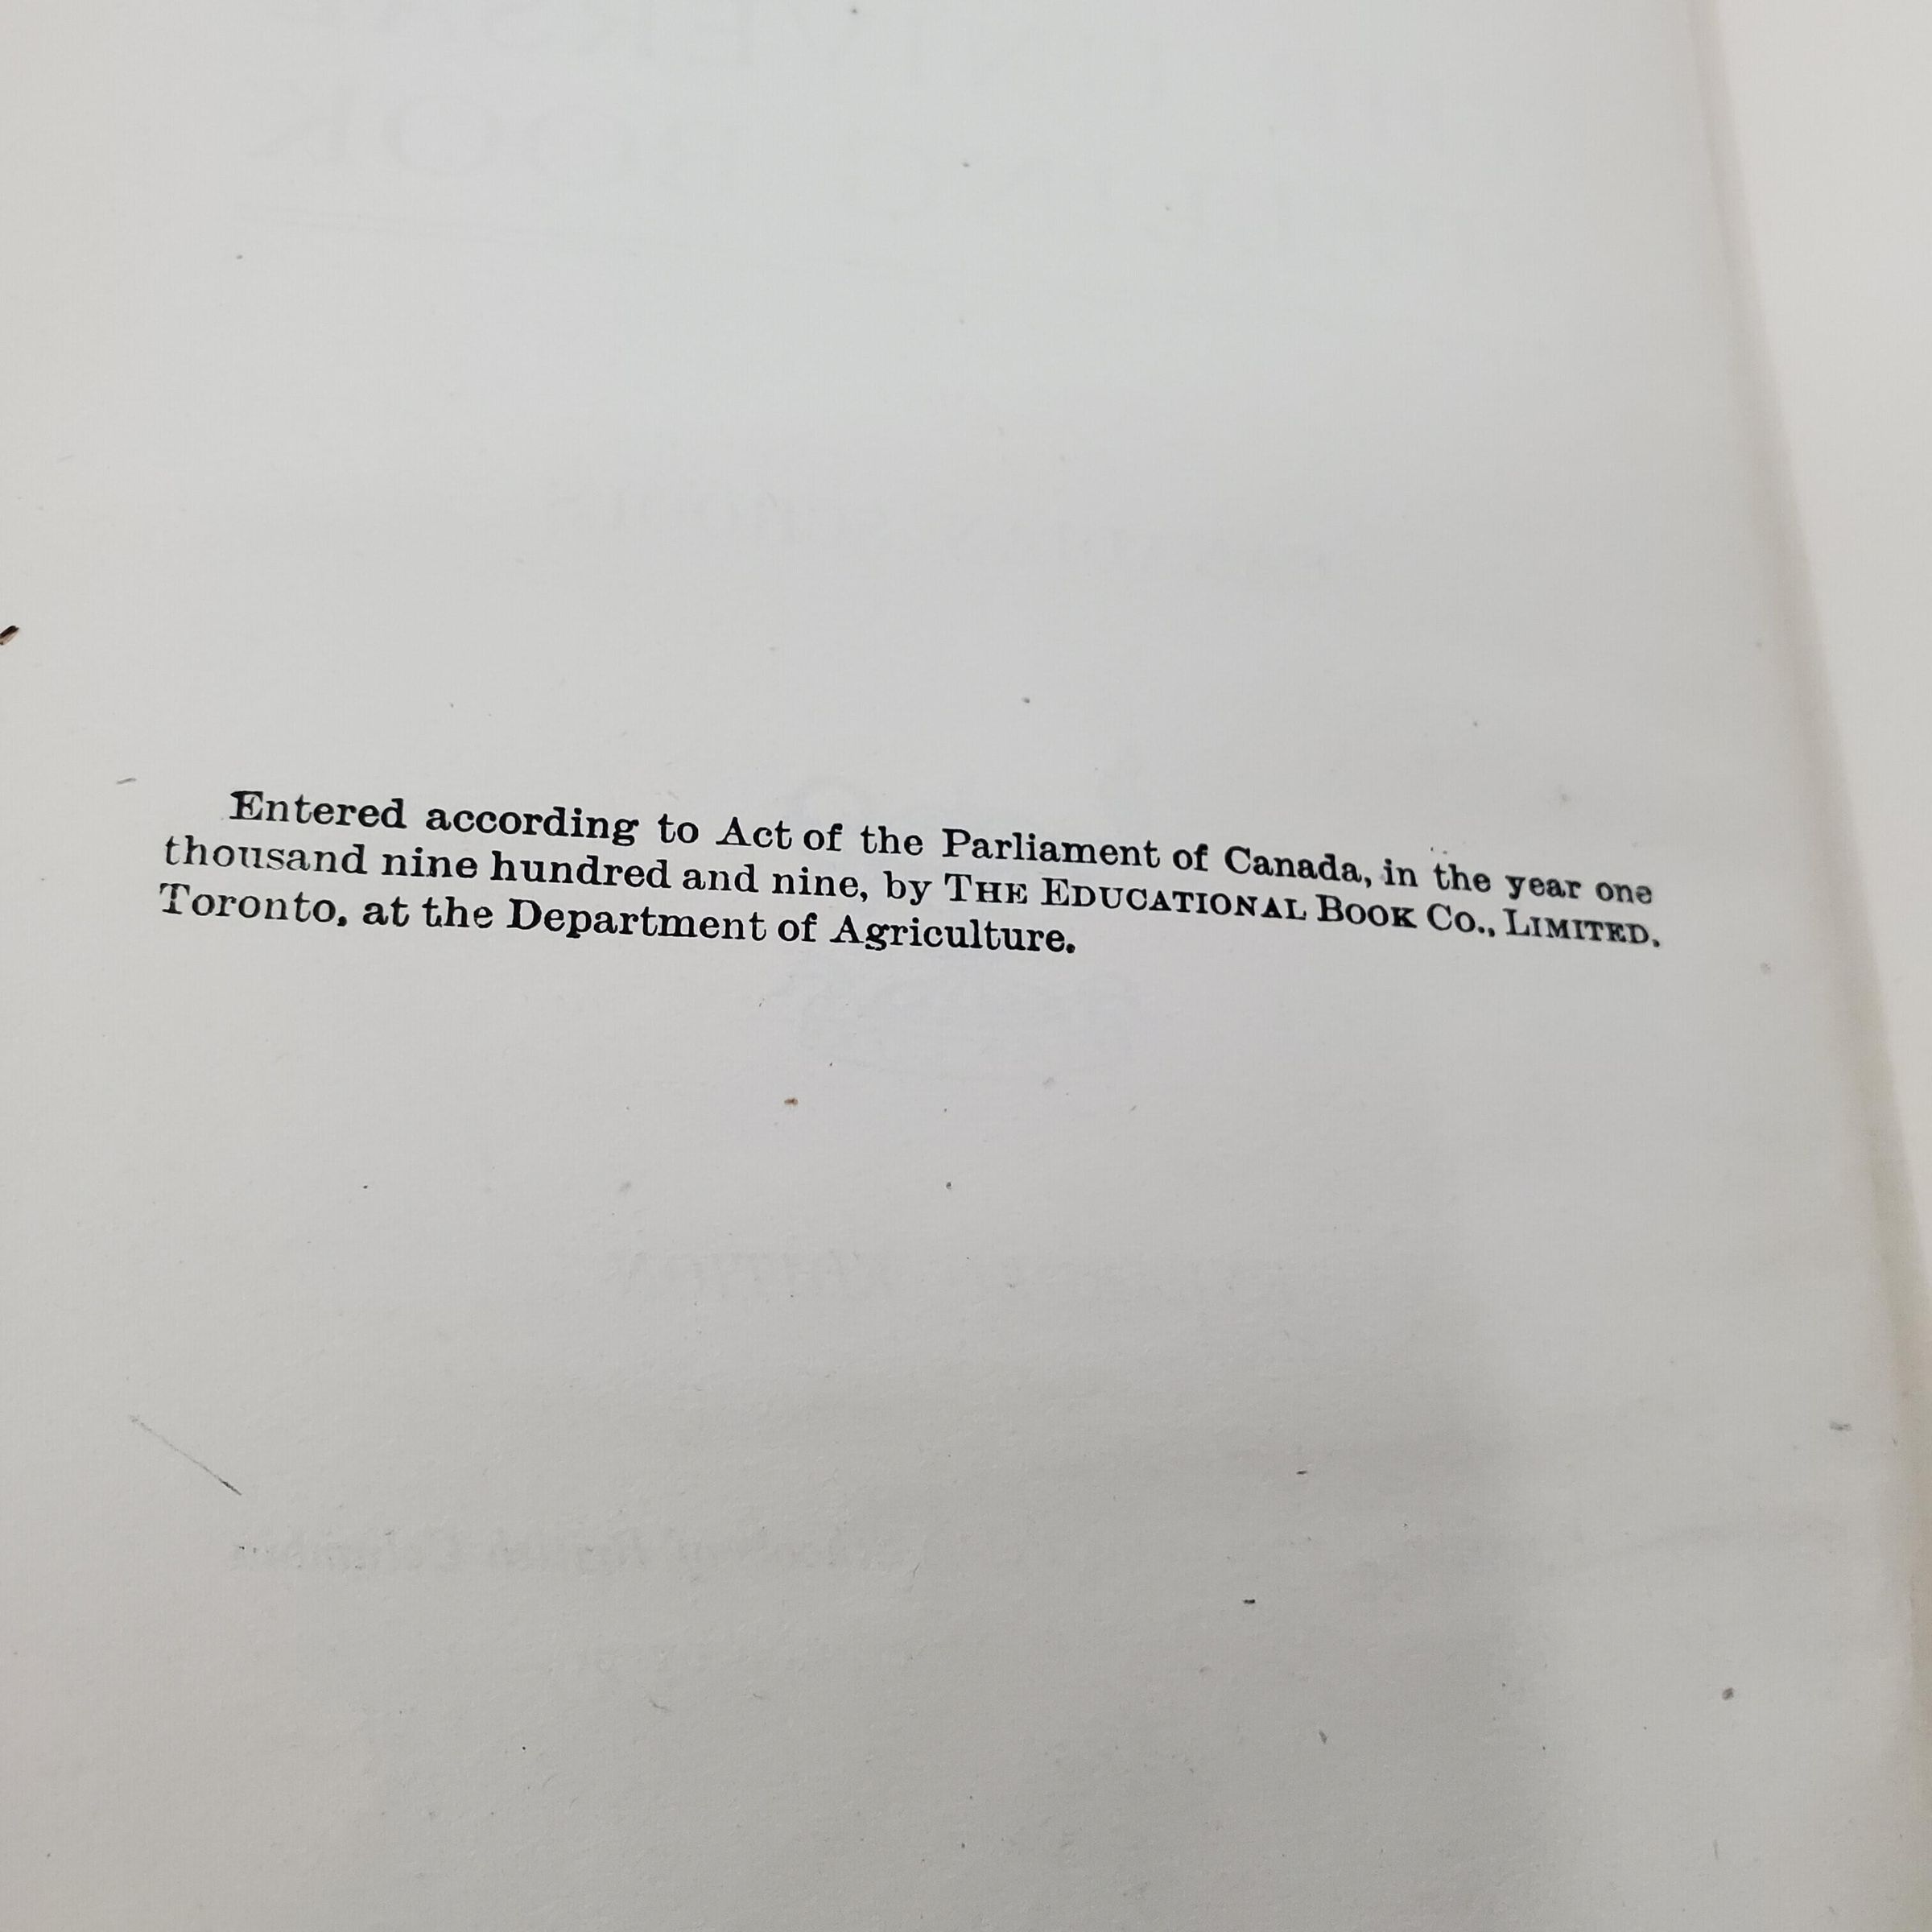 Entered according to Act of the Parliament of Canada, in the year one
thousand nine hundred and nine, by THE EDUCATIONAL BOOK CO., LIMITED.
Toronto, at the Department of Agriculture.